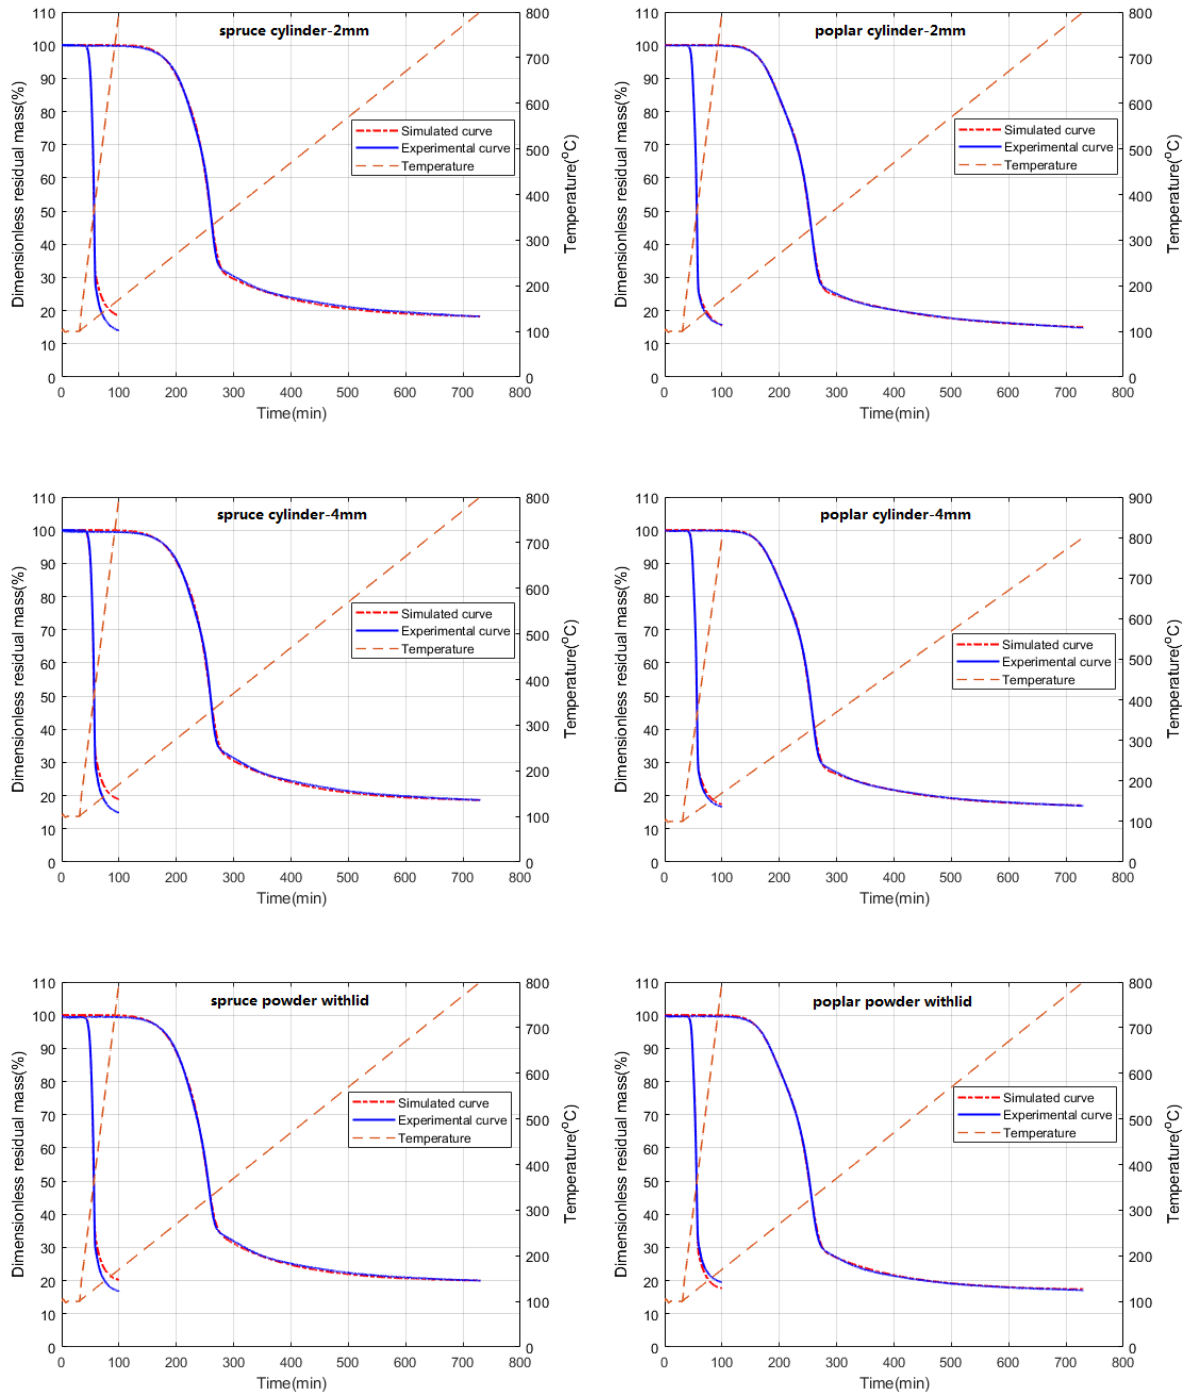 spruce cylinder-2mm
Dimensionless residual mass(%)
110
100
90
80
70
60
50
40
30
20
10
0
0 100 200 300 400 500 600 700 800
Time(min)
800
700
600
500
400
300
200
100
0
Temperature(°C)
Simulated curve
Experimental curve
Temperature
poplar cylinder-2mm
Dimensionless residual mass(%)
110
100
90
80
70
60
50
40
30
20
10
0
0 100 200 300 400 500 600 700 800
Time(min)
800
700
600
500
400
300
200
100
0
Temperature(°C)
Simulated curve
Experimental curve
Temperature
spruce cylinder-4mm
Dimensionless residual mass(%)
110
100
90
80
70
60
50
40
30
20
10
0
0 100 200 300 400 500 600 700 800
Time(min)
800
700
600
500
400
300
200
100
0
Temperature(°C)
Simulated curve
Experimental curve
Temperature
poplar cylinder-4mm
Dimensionless residual mass(%)
110
100
90
80
70
60
50
40
30
20
10
0
0 100 200 300 400 500 600 700 800
Time(min)
900
800
700
600
500
400
300
200
100
0
Temperature(°C)
Simulated curve
Experimental curve
Temperature
spruce powder withlid
Dimensionless residual mass(%)
110
100
90
80
70
60
50
40
30
20
10
0
0 100 200 300 400 500 600 700 800
Time(min)
800
700
600
500
400
300
200
100
0
Temperature(°C)
Simulated curve
Experimental curve
Temperature
poplar powder withlid
Dimensionless residual mass(%)
110
100
90
80
70
60
50
40
30
20
10
0
0 100 200 300 400 500 600 700 800
Time(min)
800
700
600
500
400
300
200
100
0
Temperature(°C)
Simulated curve
Experimental curve
Temperature